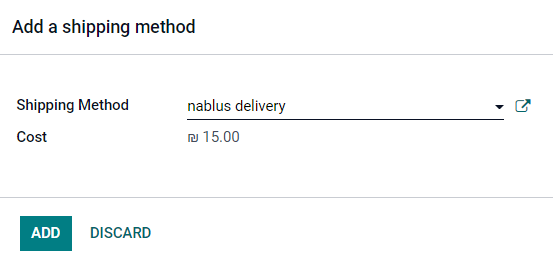 Add a shipping method
Shipping Method nablus delivery
Cost ₪ 15.00
ADD DISCARD